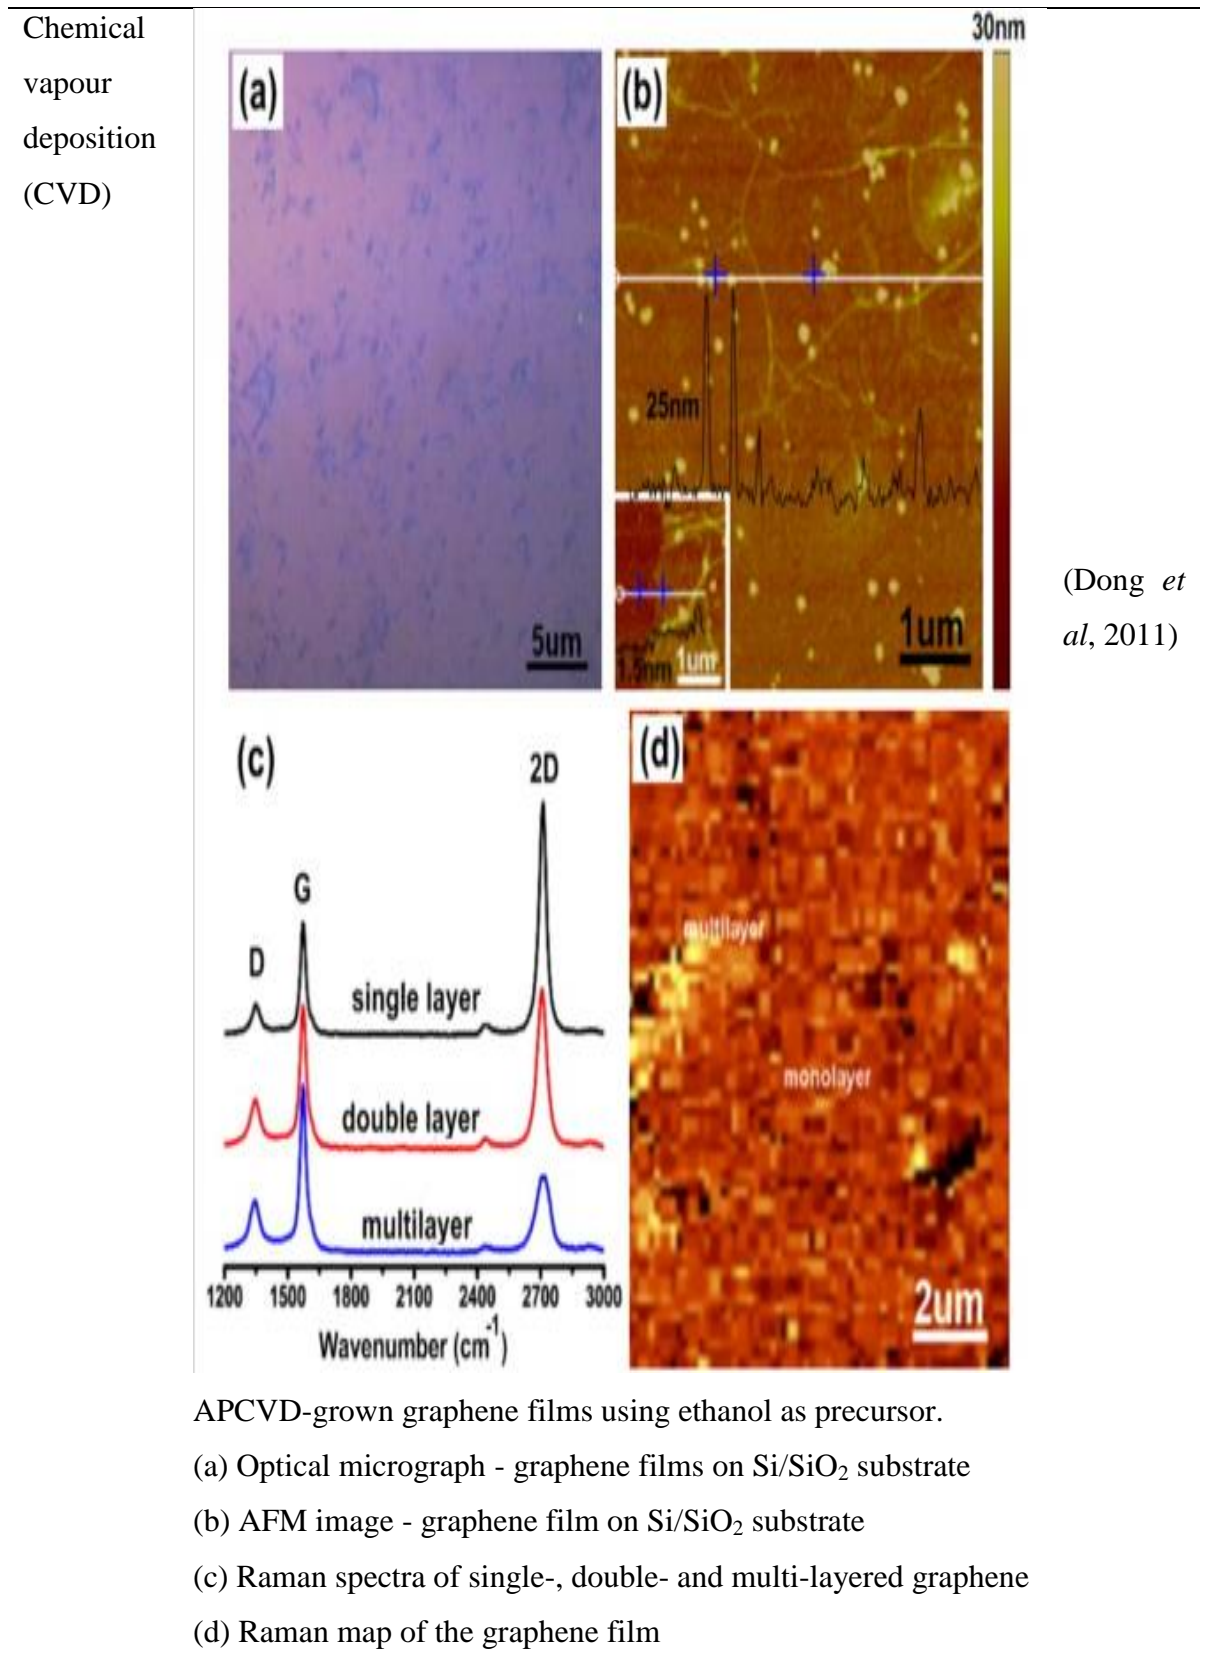 Chemical
vapour
deposition
(CVD)
30nm
(a)
(b)
25nm
1.5nm
1um
1um
5um
(Dong et
al, 2011)
(c)
(d)
2D
G
D
single layer
double layer
multilayer
1200 1500 1800 2100 2400 2700 3000
Wavenumber (cm⁻¹)
multilayer
monolayer
2um
APCVD-grown graphene films using ethanol as precursor.
(a) Optical micrograph - graphene films on Si/SiO₂ substrate
(b) AFM image - graphene film on Si/SiO₂ substrate
(c) Raman spectra of single-, double- and multi-layered graphene
(d) Raman map of the graphene film